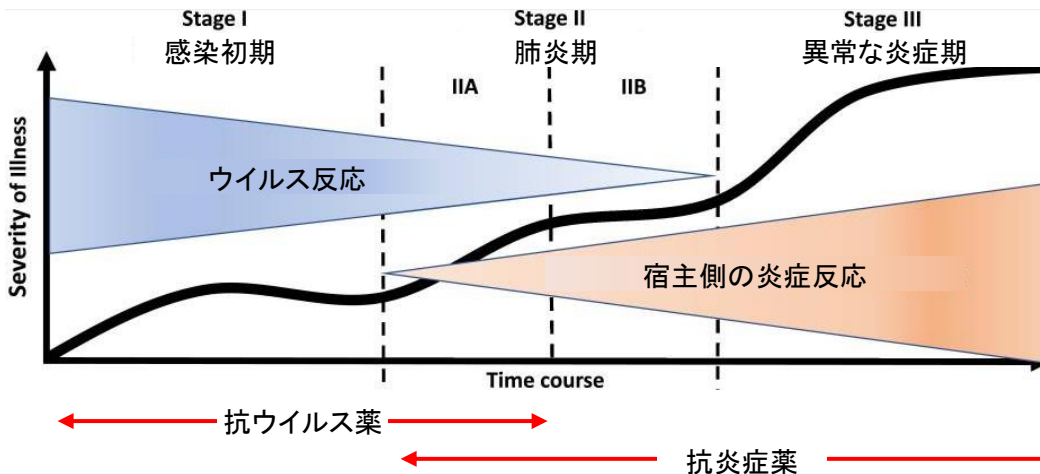 Stage I
感染初期
Stage II
肺炎期
Stage III
異常な炎症期
IIA
IIB
Severity of Illness
ウイルス反応
宿主側の炎症反応
Time course
抗ウイルス薬
抗炎症薬